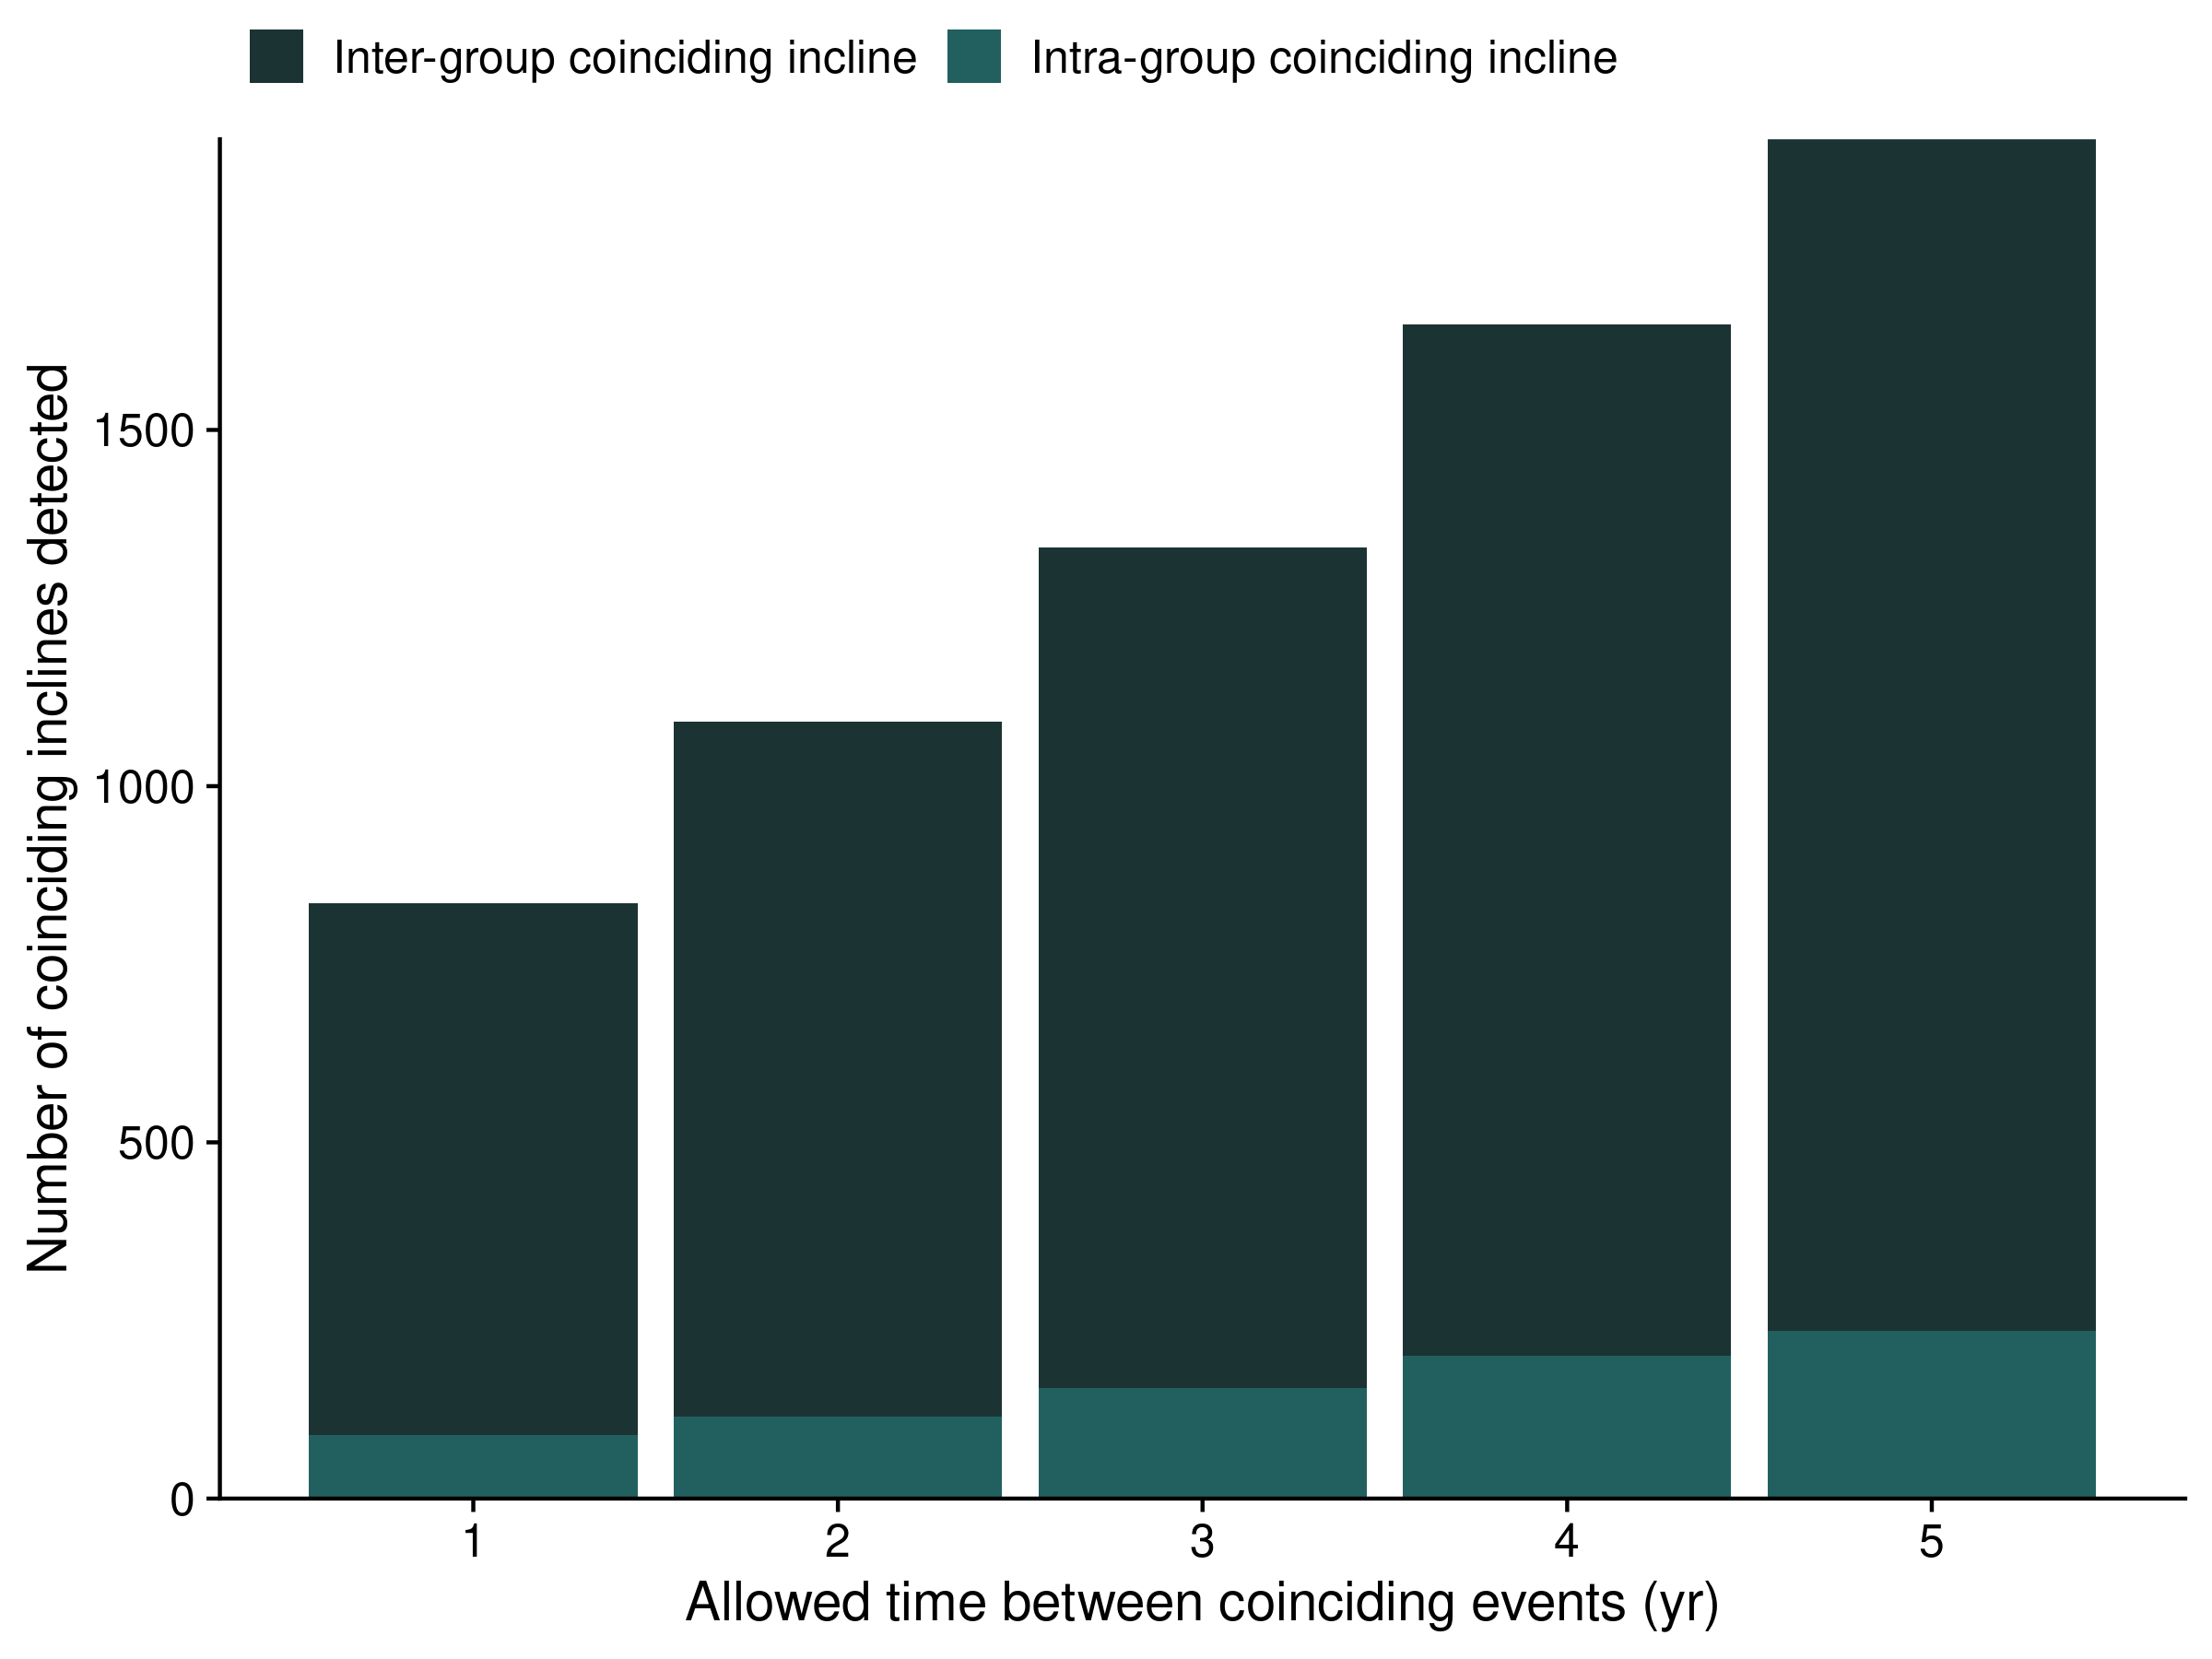 Inter-group coinciding incline Intra-group coinciding incline
Number of coinciding inclines detected
1500
1000
500
0
1 2 3 4 5
Allowed time between coinciding events (yr)